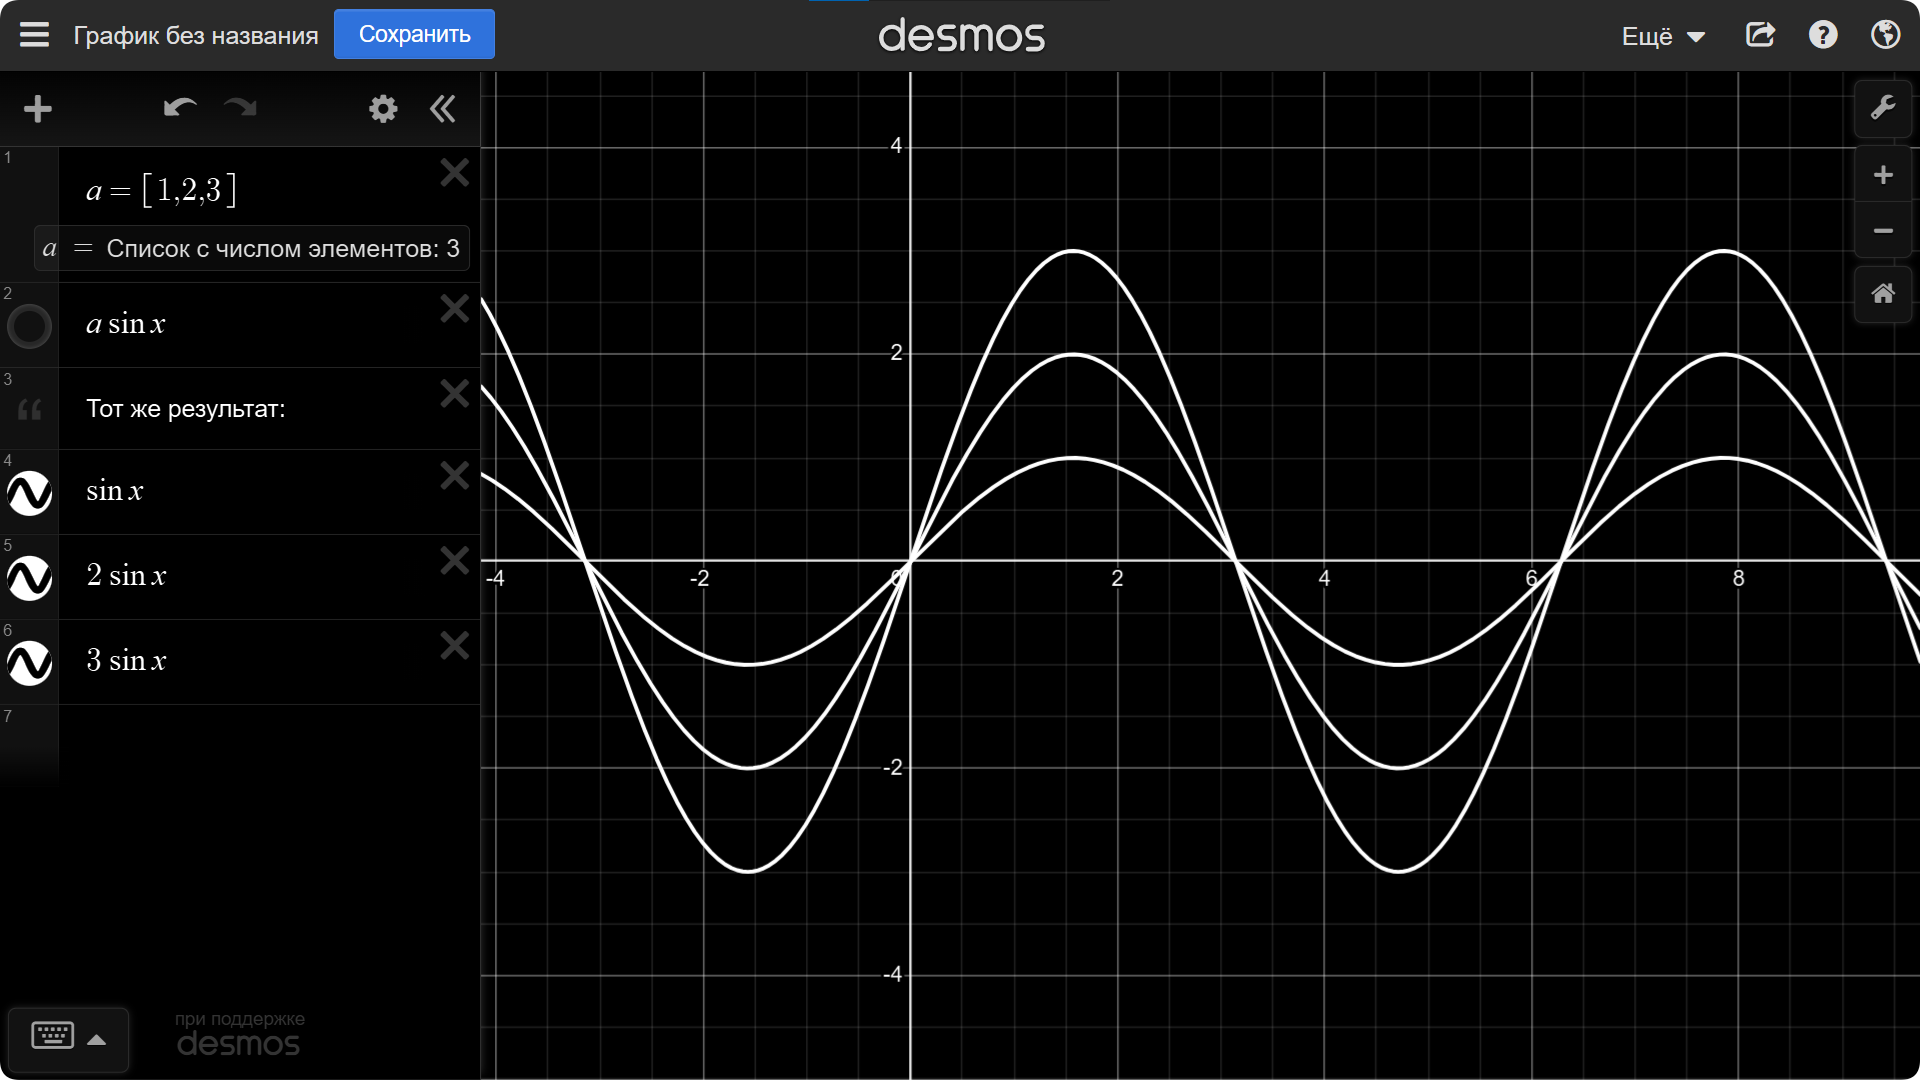 График без названия
Сохранить
desmos
Ещё
1
a = [1,2,3]
a = Список с числом элементов: 3
2
a sin x
3
Тот же результат:
4
sin x
5
2 sin x
6
3 sin x
7
при поддержке
desmos
4
2
-4 -2 0 2 4 6 8
-2
-4